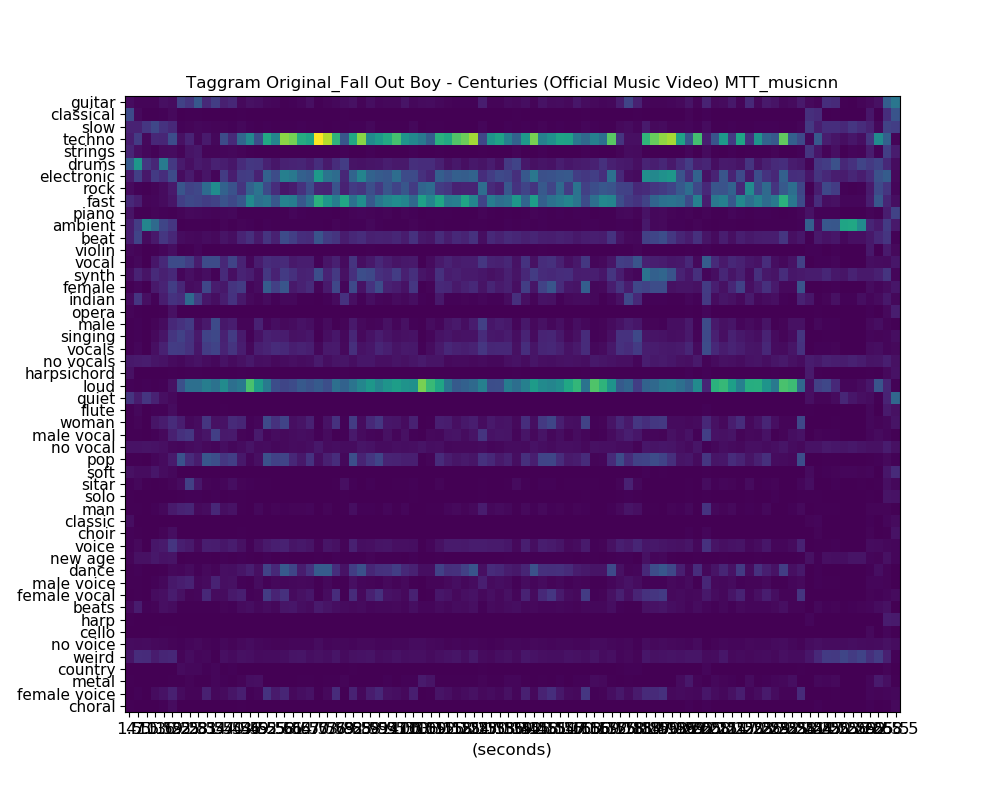 Taggram Original_Fall Out Boy - Centuries (Official Music Video) MTT_musicnn
guitar
classical
slow
techno
strings
drums
electronic
rock
fast
piano
ambient
beat
violin
vocal
synth
female
indian
opera
male
singing
vocals
no vocals
harpsichord
loud
quiet
flute
woman
male vocal
no vocal
pop
soft
sitar
solo
man
classic
choir
voice
new age
dance
male voice
female vocal
beats
harp
cello
no voice
weird
country
metal
female voice
choral
(seconds)